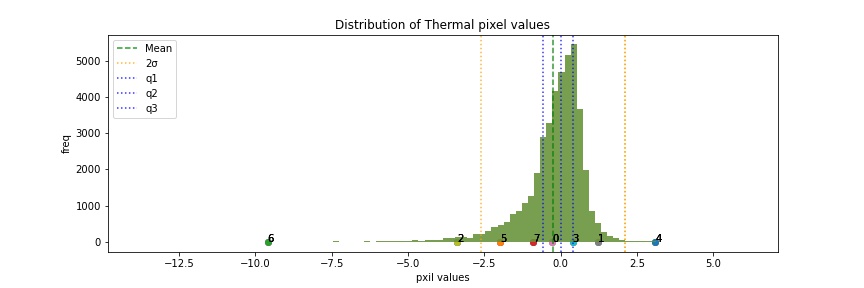 Distribution of Thermal pixel values
Mean
2σ
q1
q2
q3
freq
5000
4000
3000
2000
1000
0
6 2 5 7 0 3 1 4
−12.5 −10.0 −7.5 −5.0 −2.5 0.0 2.5 5.0
pxil values